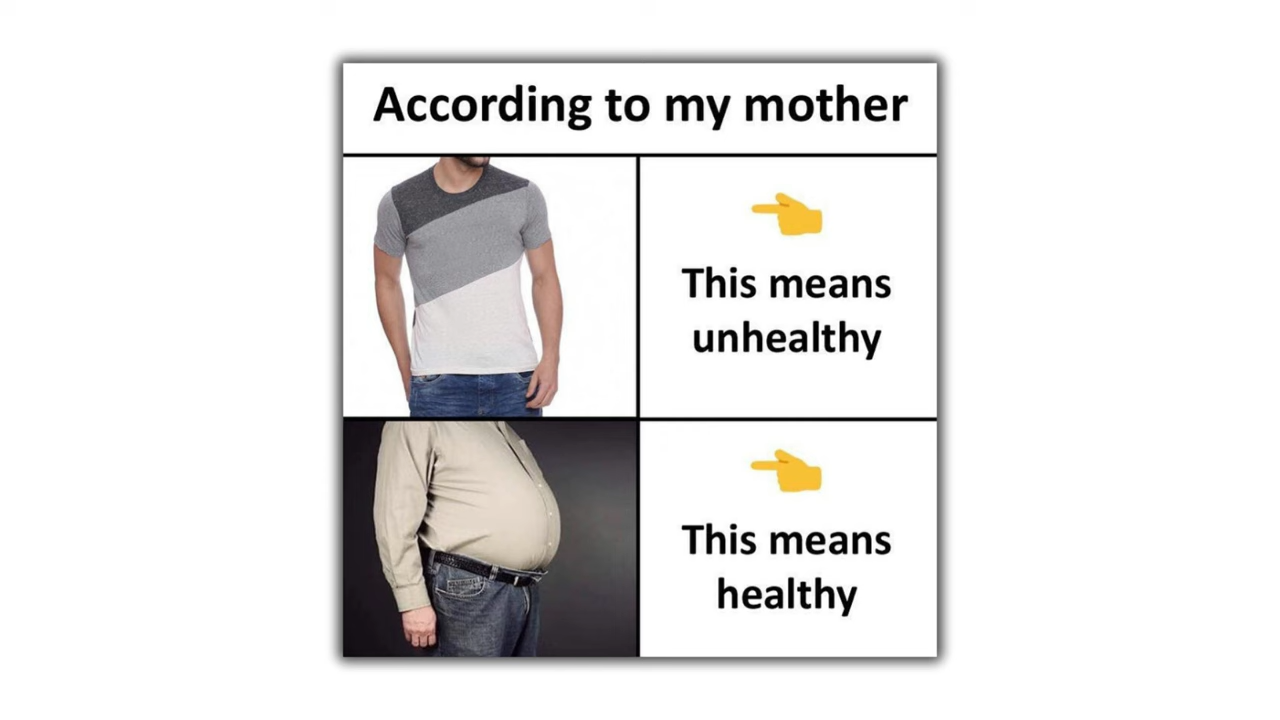 According to my mother
This means
unhealthy
This means
healthy